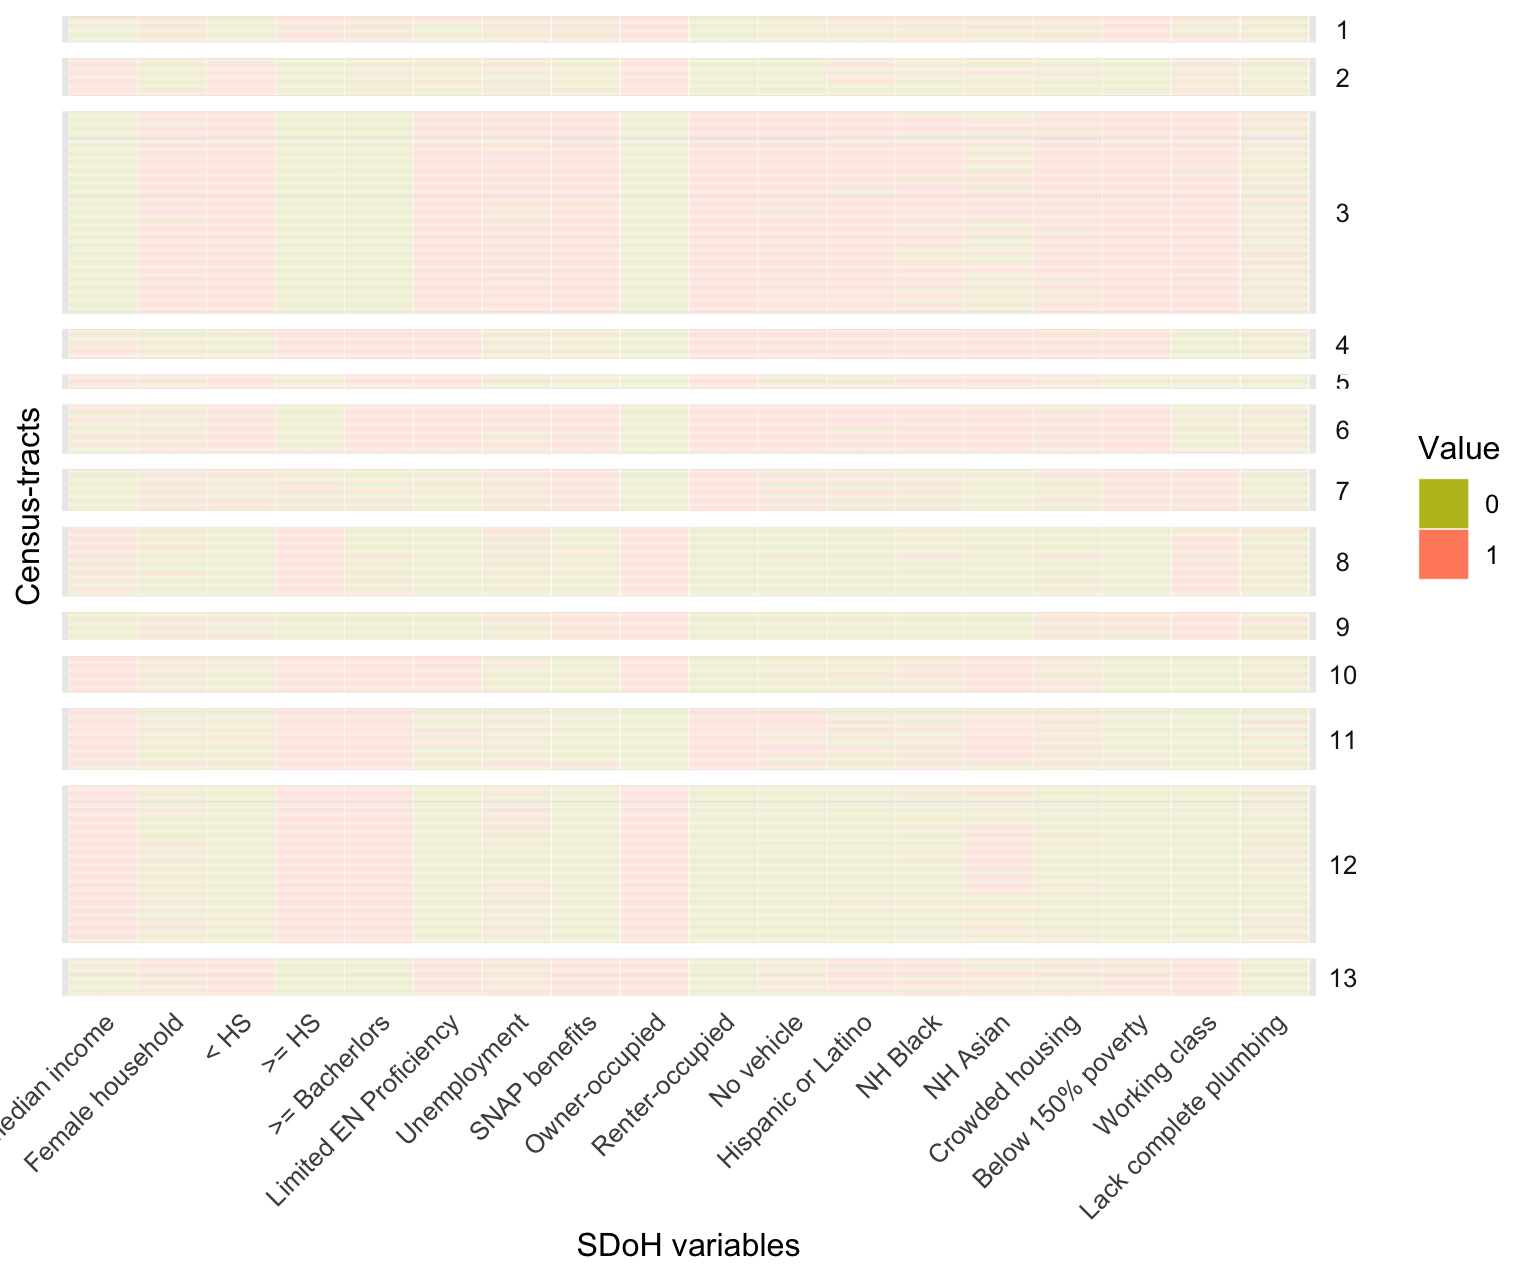 1
2
3
4
5
6
7
8
9
10
11
12
13
Census-tracts
Value
0
1
median income
Female household
< HS
>= HS
>= Bacherlors
Limited EN Proficiency
Unemployment
SNAP benefits
Owner-occupied
Renter-occupied
No vehicle
Hispanic or Latino
NH Black
NH Asian
Crowded housing
Below 150% poverty
Working class
Lack complete plumbing
SDoH variables